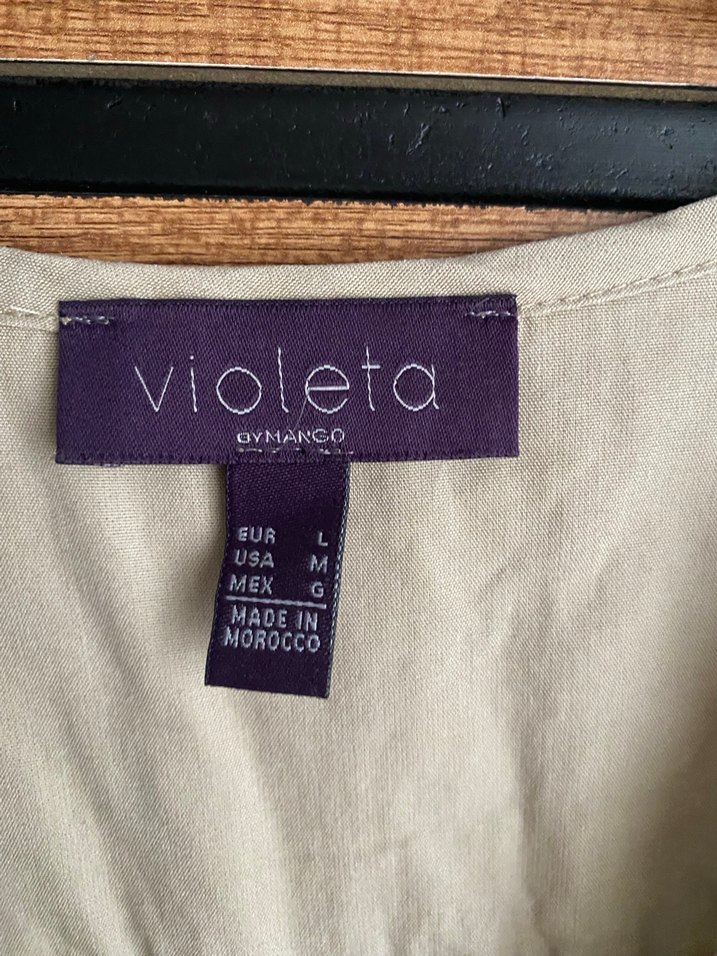 violeta
BY MANGO
EUR L
USA M
MEX G
MADE IN
MOROCCO